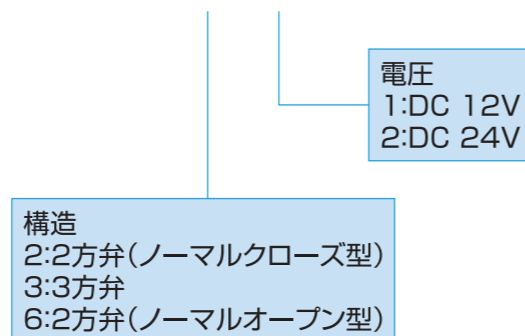 電圧
1:DC 12V
2:DC 24V
構造
2:2方弁(ノーマルクローズ型)
3:3方弁
6:2方弁(ノーマルオープン型)